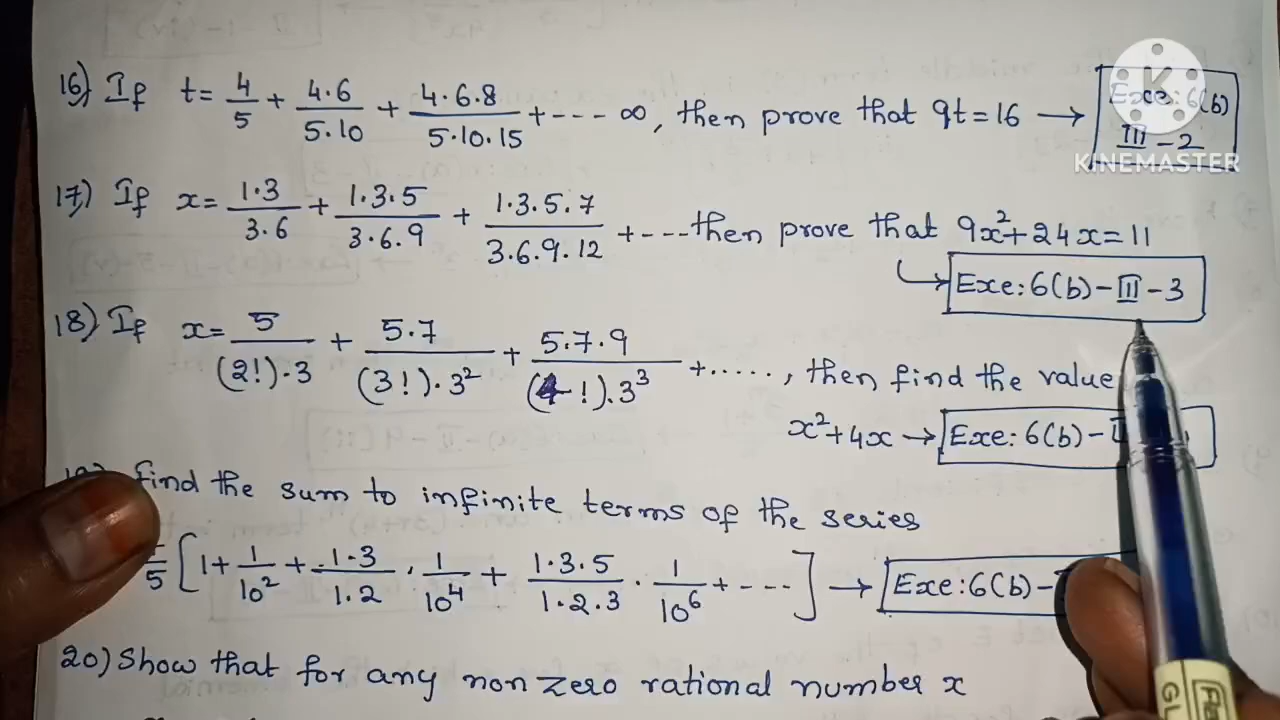 16) If t = 4/5 + 4·6/5·10 + 4·6·8/5·10·15 + --- ∞, then prove that 9t = 16 → Exe: 6(b) III - 2
KINEMASTER
17) If x = 1·3/3·6 + 1·3·5/3·6·9 + 1·3·5·7/3·6·9·12 + --- then prove that 9x² + 24x = 11
→ Exe: 6(b) - III - 3
18) If x = 5/(2!)·3 + 5·7/(3!)·3² + 5·7·9/(4!)·3³ + ....., then find the value
x² + 4x → Exe: 6(b) -
Find the sum to infinite terms of the series
/5 [1 + 1/10² + 1·3/1·2 · 1/10⁴ + 1·3·5/1·2·3 · 1/10⁶ + ----] → Exe: 6(b) -
20) Show that for any non zero rational number x